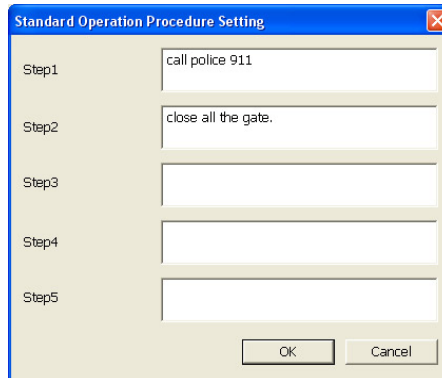 Standard Operation Procedure Setting
Step1
call police 911
Step2
close all the gate.
Step3
Step4
Step5
OK
Cancel